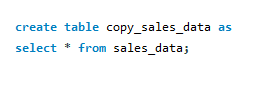 create table copy_sales_data as
select * from sales_data;